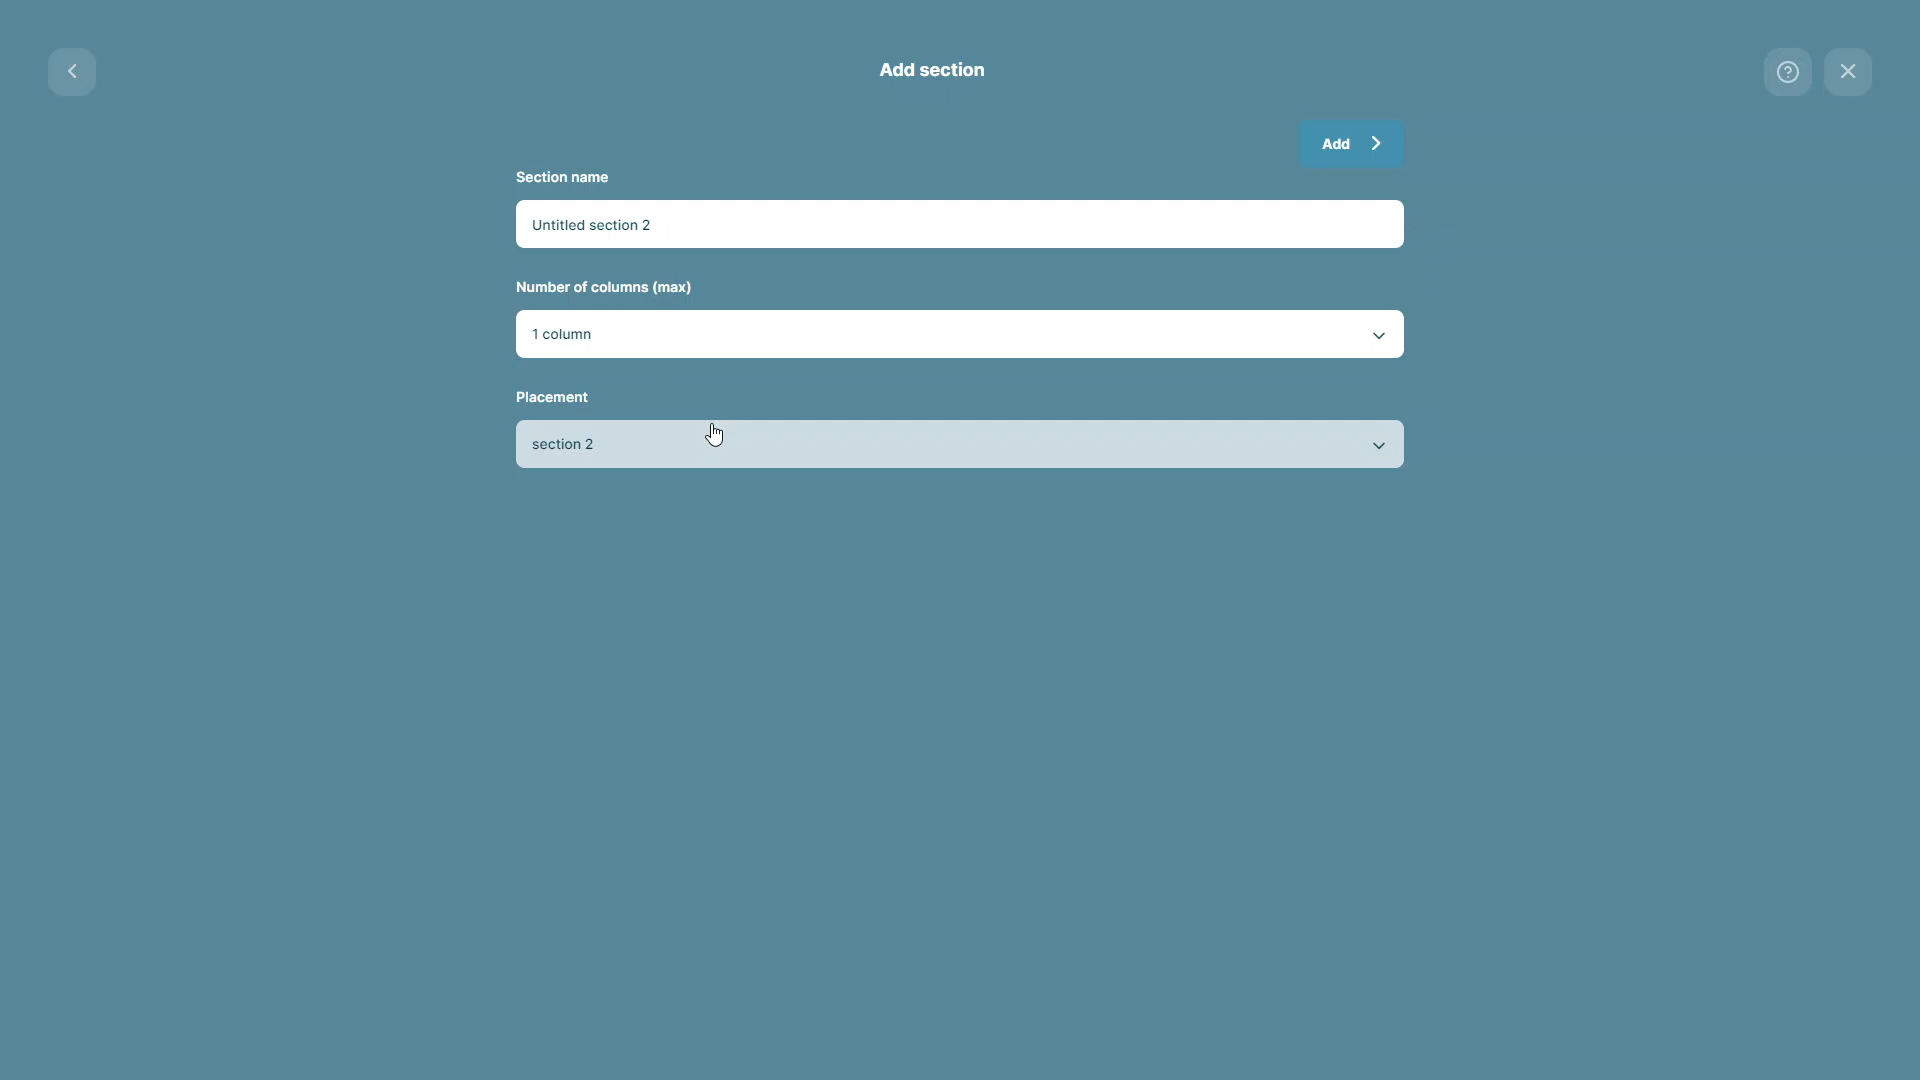 Add section
Add
Section name
Untitled section 2
Number of columns (max)
1 column
Placement
section 2